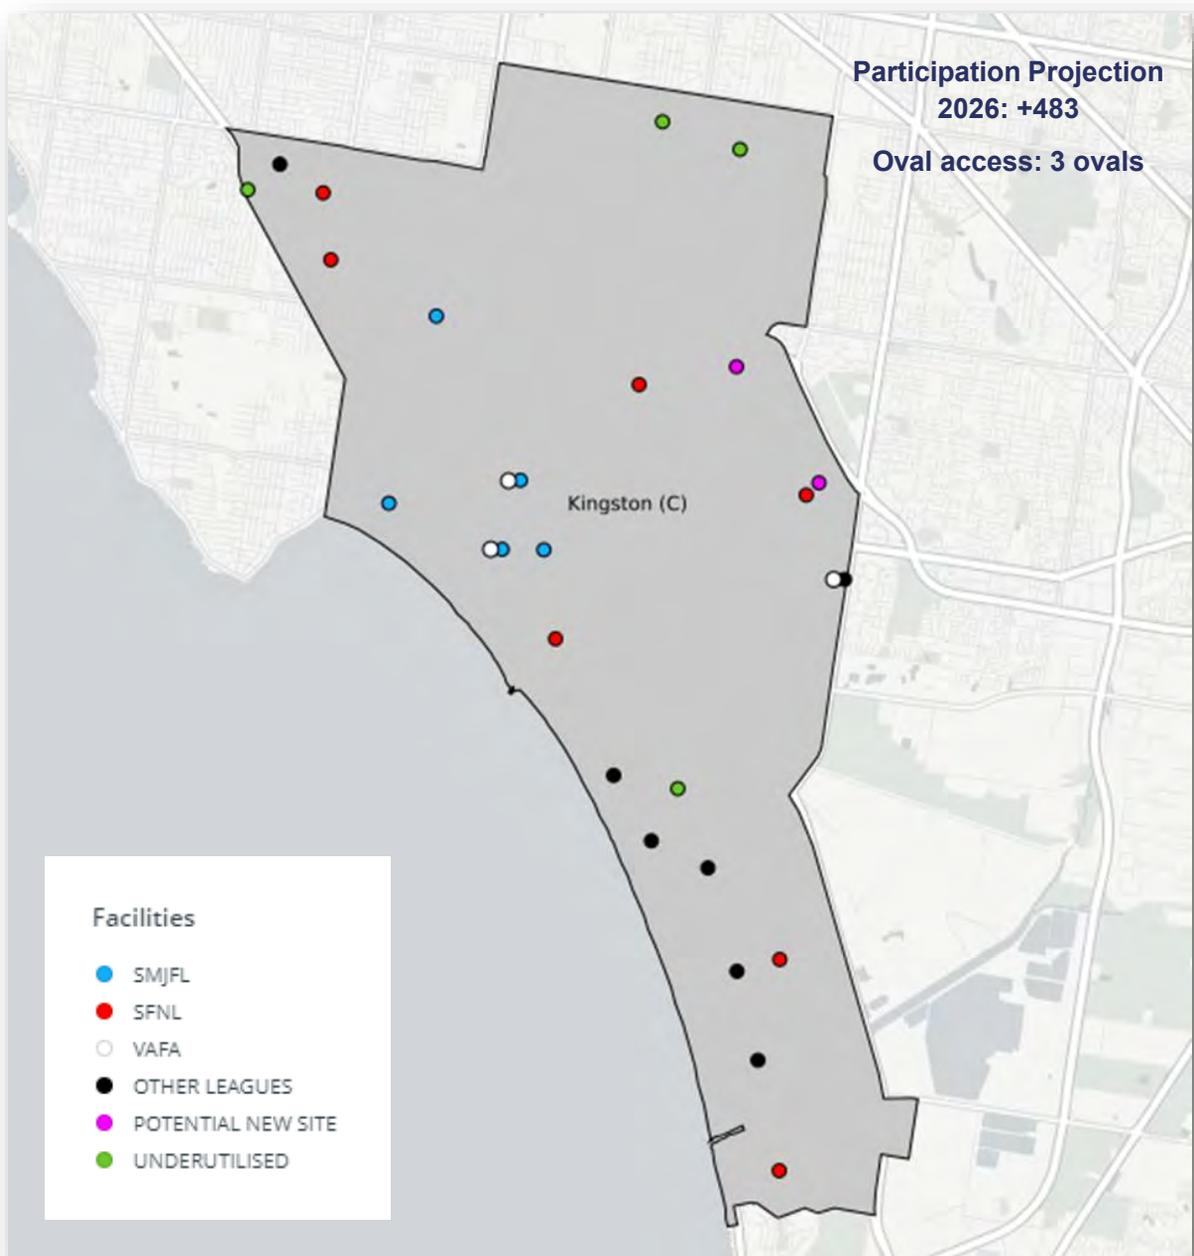 Participation Projection
2026: +483
Oval access: 3 ovals
Kingston (C)
Facilities
SMJFL
SFNL
VAFA
OTHER LEAGUES
POTENTIAL NEW SITE
UNDERUTILISED